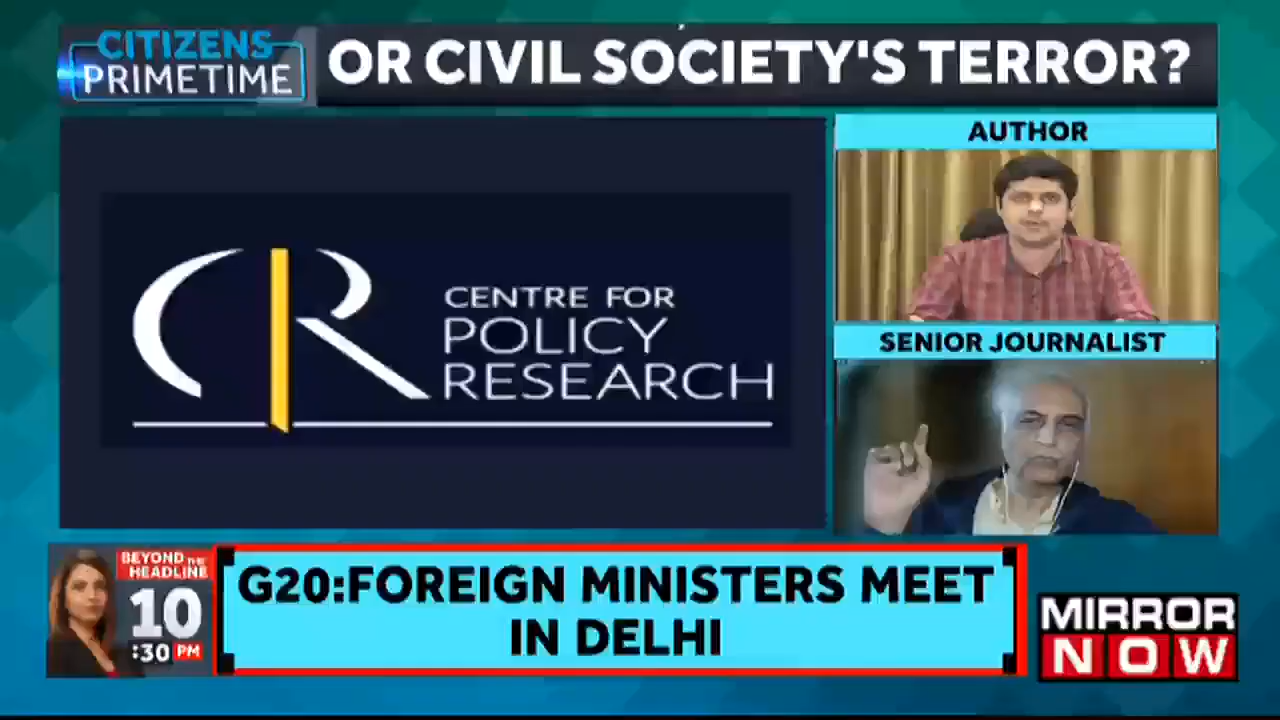 CITIZENS
PRIMETIME
OR CIVIL SOCIETY'S TERROR?
AUTHOR
CENTRE FOR
POLICY
RESEARCH
CPR
SENIOR JOURNALIST
BEYOND THE
HEADLINE
10
:30 PM
G20:FOREIGN MINISTERS MEET
IN DELHI
MIRROR
NOW